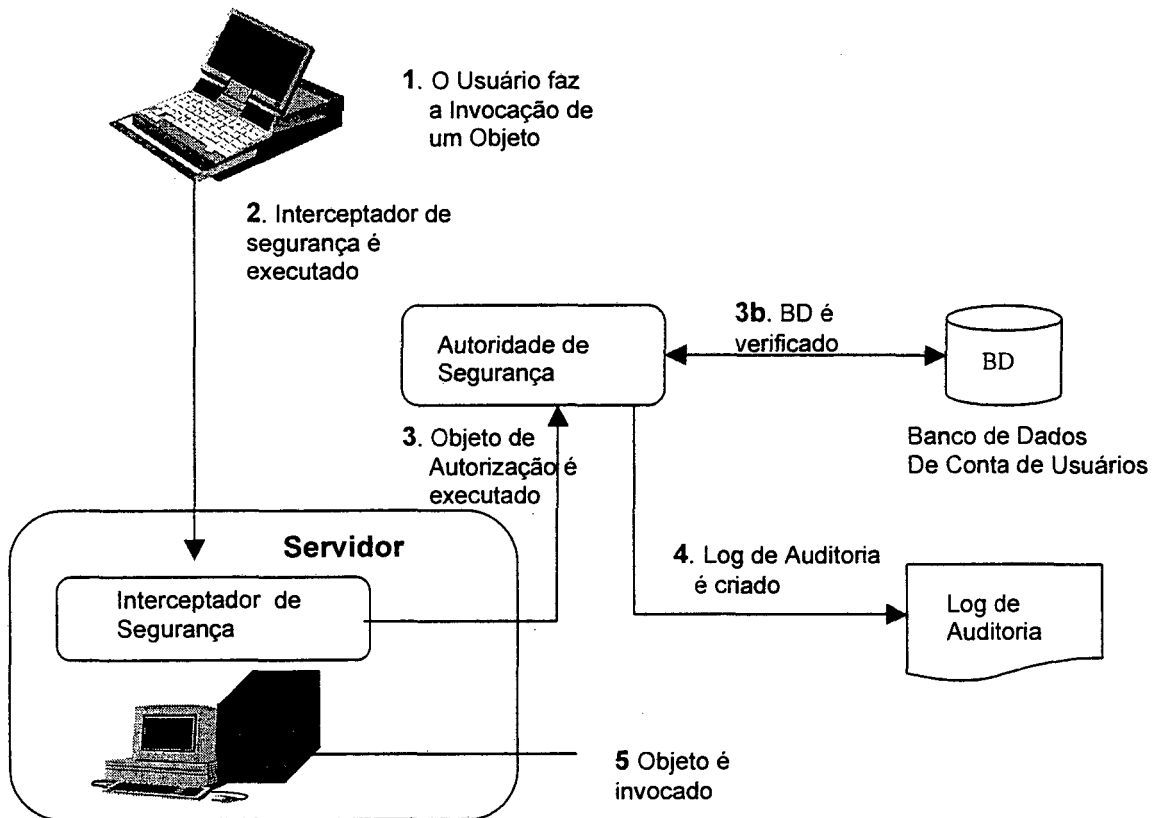 1. O Usuário faz
a Invocação de
um Objeto
2. Interceptador de
segurança é
executado
Autoridade de
Segurança
3b. BD é
verificado
BD
Banco de Dados
De Conta de Usuários
3. Objeto de
Autorização é
executado
Servidor
Interceptador de
Segurança
4. Log de Auditoria
é criado
Log de
Auditoria
5 Objeto é
invocado